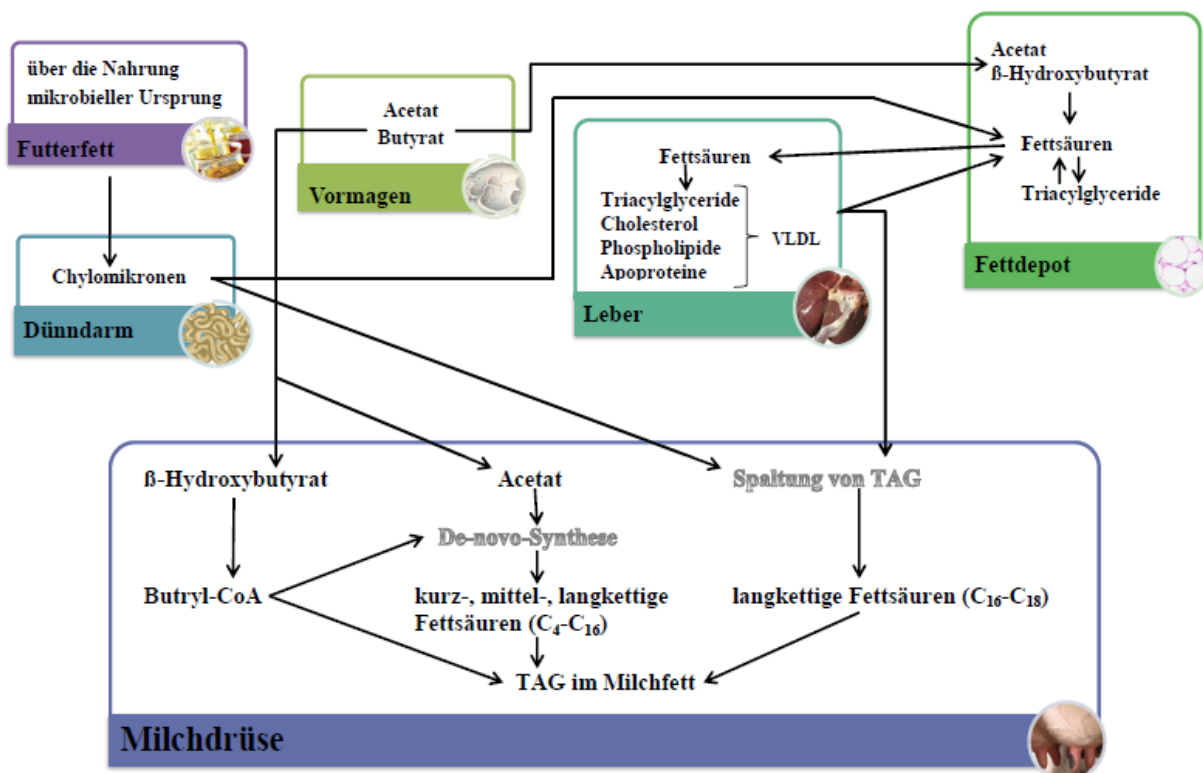 über die Nahrung
mikrobieller Ursprung
Futterfett
Acetat
Butyrat
Vormagen
Chylomikronen
Dünndarm
Fettsäuren
Triacylglyceride
Cholesterol
Phospholipide
Apoproteine
VLDL
Leber
Acetat
ß-Hydroxybutyrat
Fettsäuren
Triacylglyceride
Fettdepot
ß-Hydroxybutyrat
Acetat
Spaltung von TAG
De-novo-Synthese
Butryl-CoA
kurz-, mittel-, langkettige
Fettsäuren (C₄-C₁₆)
langkettige Fettsäuren (C₁₆-C₁₈)
TAG im Milchfett
Milchdrüse